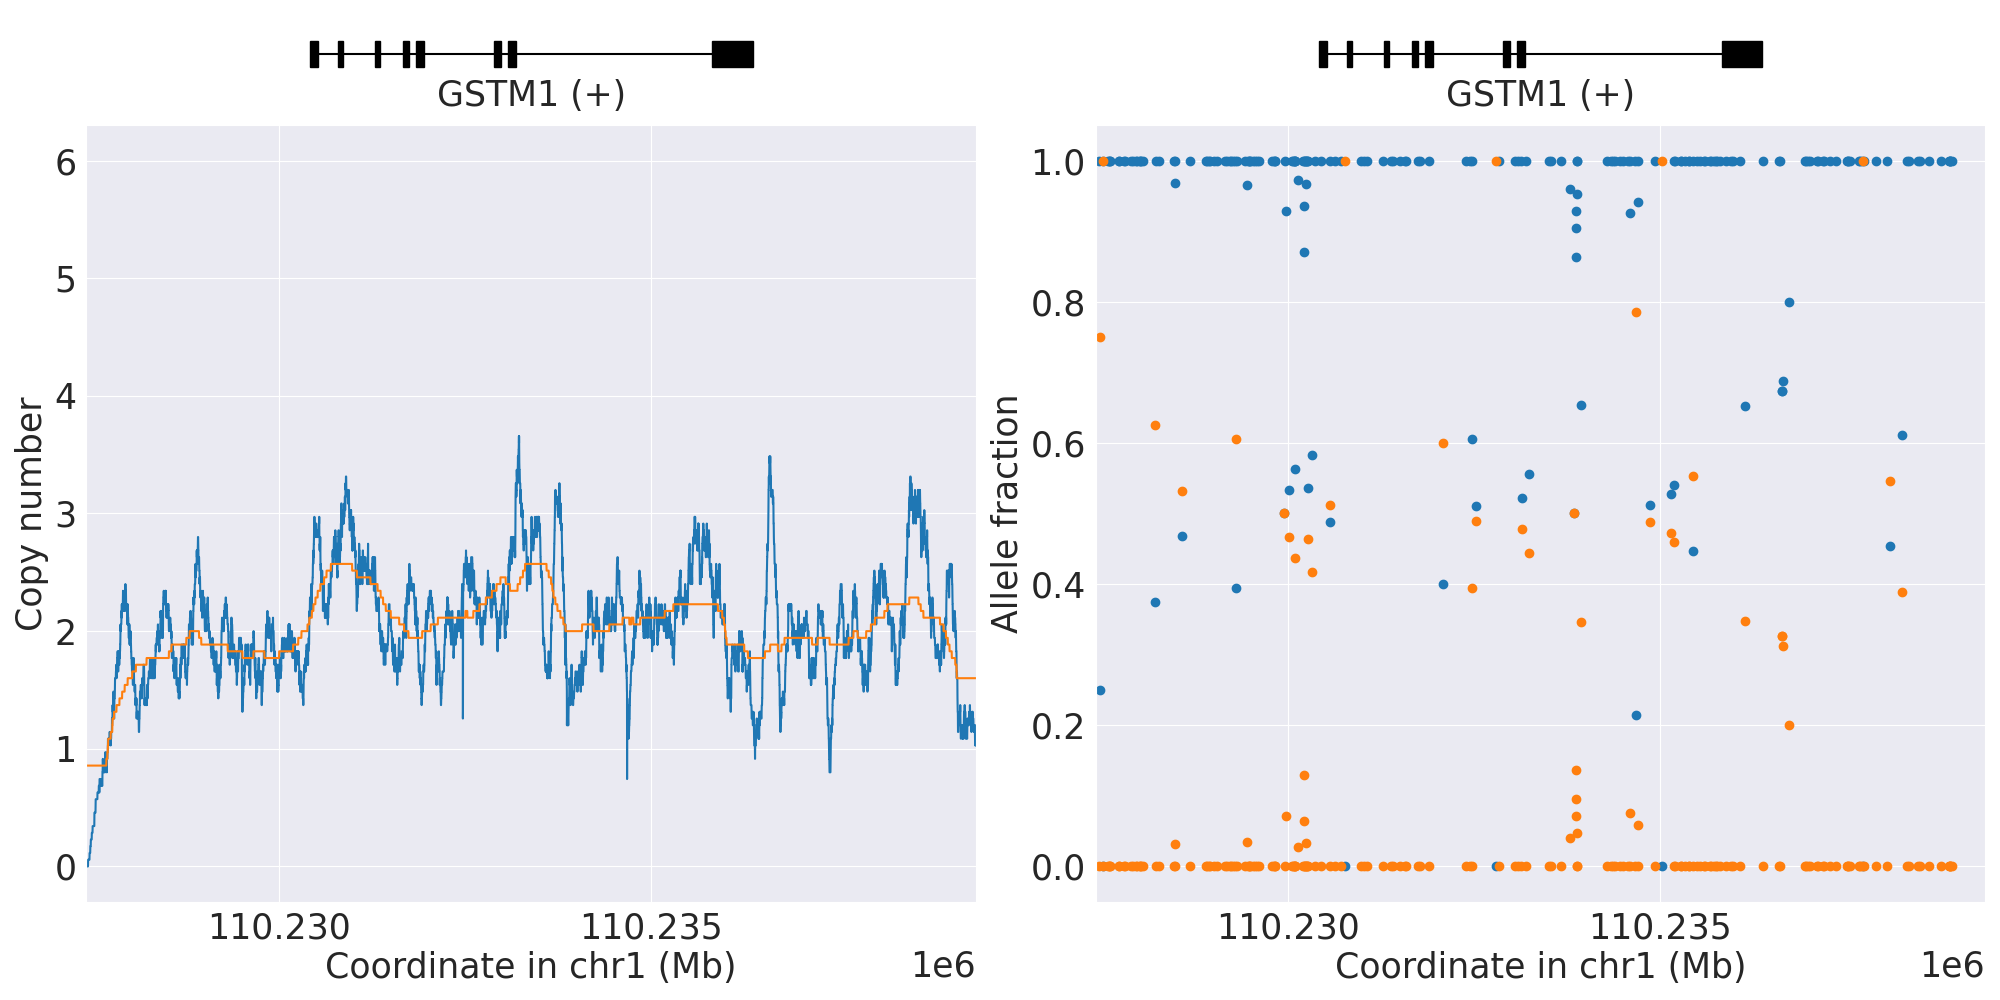 GSTM1 (+)
GSTM1 (+)
6
5
4
3
2
1
0
Copy number
110.230
110.235
Coordinate in chr1 (Mb)
1e6
1.0
0.8
0.6
0.4
0.2
0.0
Allele fraction
110.230
110.235
Coordinate in chr1 (Mb)
1e6